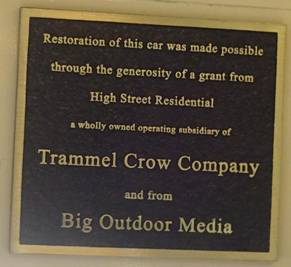 Restoration of this car was made possible
through the generosity of a grant from
High Street Residential
a wholly owned operating subsidiary of
Trammel Crow Company
and from
Big Outdoor Media